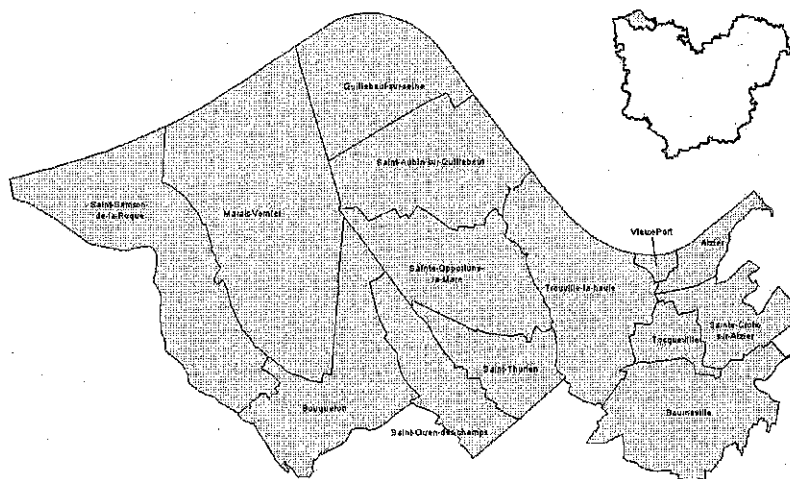 Quillebeuf-sur-seine
Saint-Aubin-sur-Quillebeuf
Saint-Samson-
de-la-Roque
Marais-Vernier
Vieux-Port
Aizier
Sainte-Opportune-
la-Mare
Trouville-la-haule
Sainte-Croix-
sur-Aizier
Tocqueville
Saint-Thurien
Bouquelon
Bourneville
Saint-Ouen-des-champs